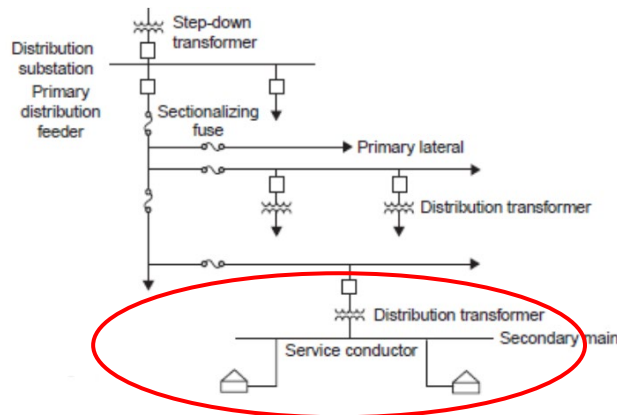 Step-down
transformer
Distribution
substation
Primary
distribution
feeder
Sectionalizing
fuse
Primary lateral
Distribution transformer
Distribution transformer
Secondary main
Service conductor